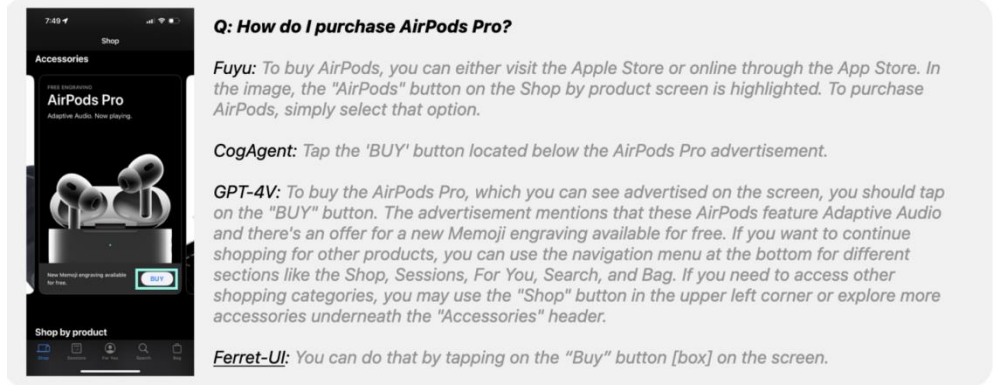 7:49
Shop
Accessories
FREE ENGRAVING
AirPods Pro
Adaptive Audio. Now playing.
New Memoji engraving available
for free.
BUY
Shop by product
Shop
Sessions
For You
Search
Bag
Q: How do I purchase AirPods Pro?
Fuyu: To buy AirPods, you can either visit the Apple Store or online through the App Store. In
the image, the "AirPods" button on the Shop by product screen is highlighted. To purchase
AirPods, simply select that option.
CogAgent: Tap the 'BUY' button located below the AirPods Pro advertisement.
GPT-4V: To buy the AirPods Pro, which you can see advertised on the screen, you should tap
on the "BUY" button. The advertisement mentions that these AirPods feature Adaptive Audio
and there's an offer for a new Memoji engraving available for free. If you want to continue
shopping for other products, you can use the navigation menu at the bottom for different
sections like the Shop, Sessions, For You, Search, and Bag. If you need to access other
shopping categories, you may use the "Shop" button in the upper left corner or explore more
accessories underneath the "Accessories" header.
Ferret-UI: You can do that by tapping on the “Buy” button [box] on the screen.